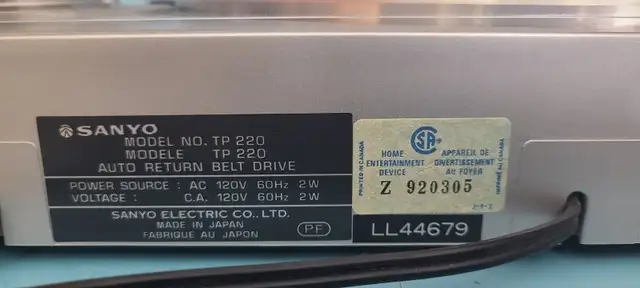 SANYO
MODEL NO. TP 220
MODELE TP 220
AUTO RETURN BELT DRIVE
POWER SOURCE : AC 120V 60Hz 2W
VOLTAGE : C.A. 120V 60Hz 2W
SANYO ELECTRIC CO., LTD.
MADE IN JAPAN
FABRIQUE AU JAPON
PF
PRINTED IN CANADA
HOME
ENTERTAINMENT
DEVICE
APPAREIL DE
DIVERTISSEMENT
AU FOYER
Z 920305
IMPRIMÉ AU CANADA
LL44679